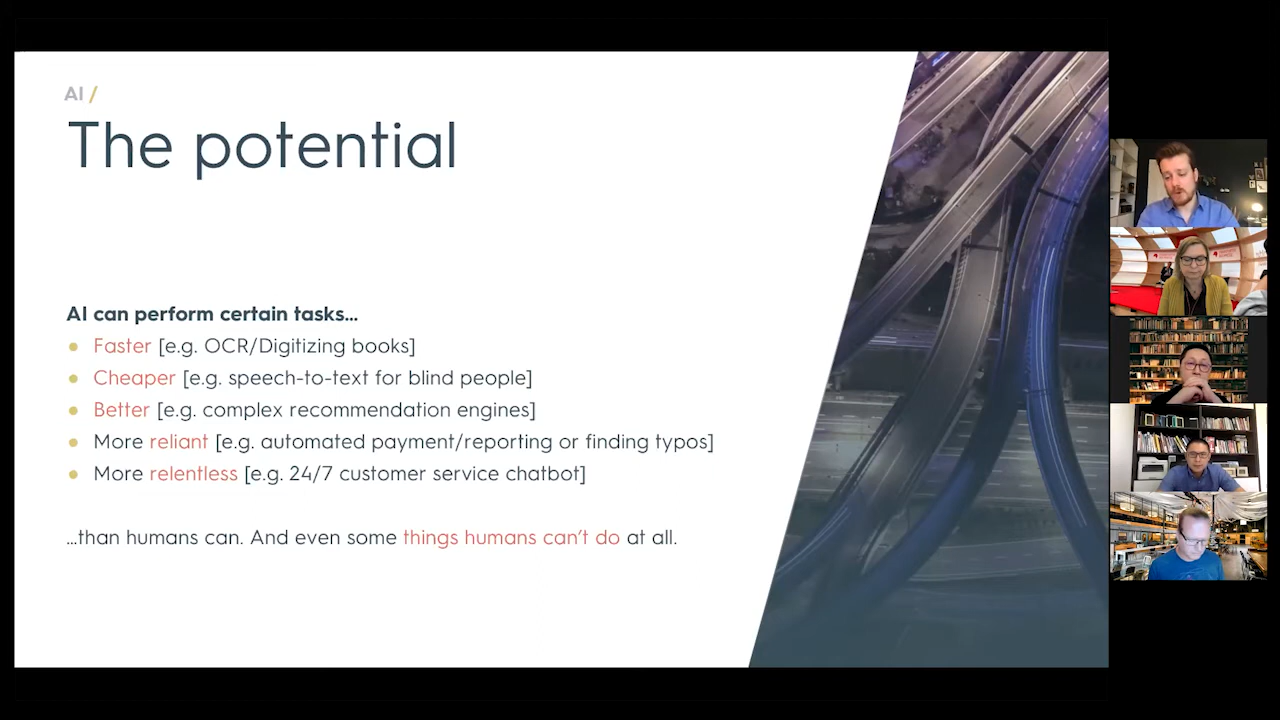 AI /
The potential
AI can perform certain tasks...
● Faster [e.g. OCR/Digitizing books]
● Cheaper [e.g. speech-to-text for blind people]
● Better [e.g. complex recommendation engines]
● More reliant [e.g. automated payment/reporting or finding typos]
● More relentless [e.g. 24/7 customer service chatbot]
...than humans can. And even some things humans can't do at all.